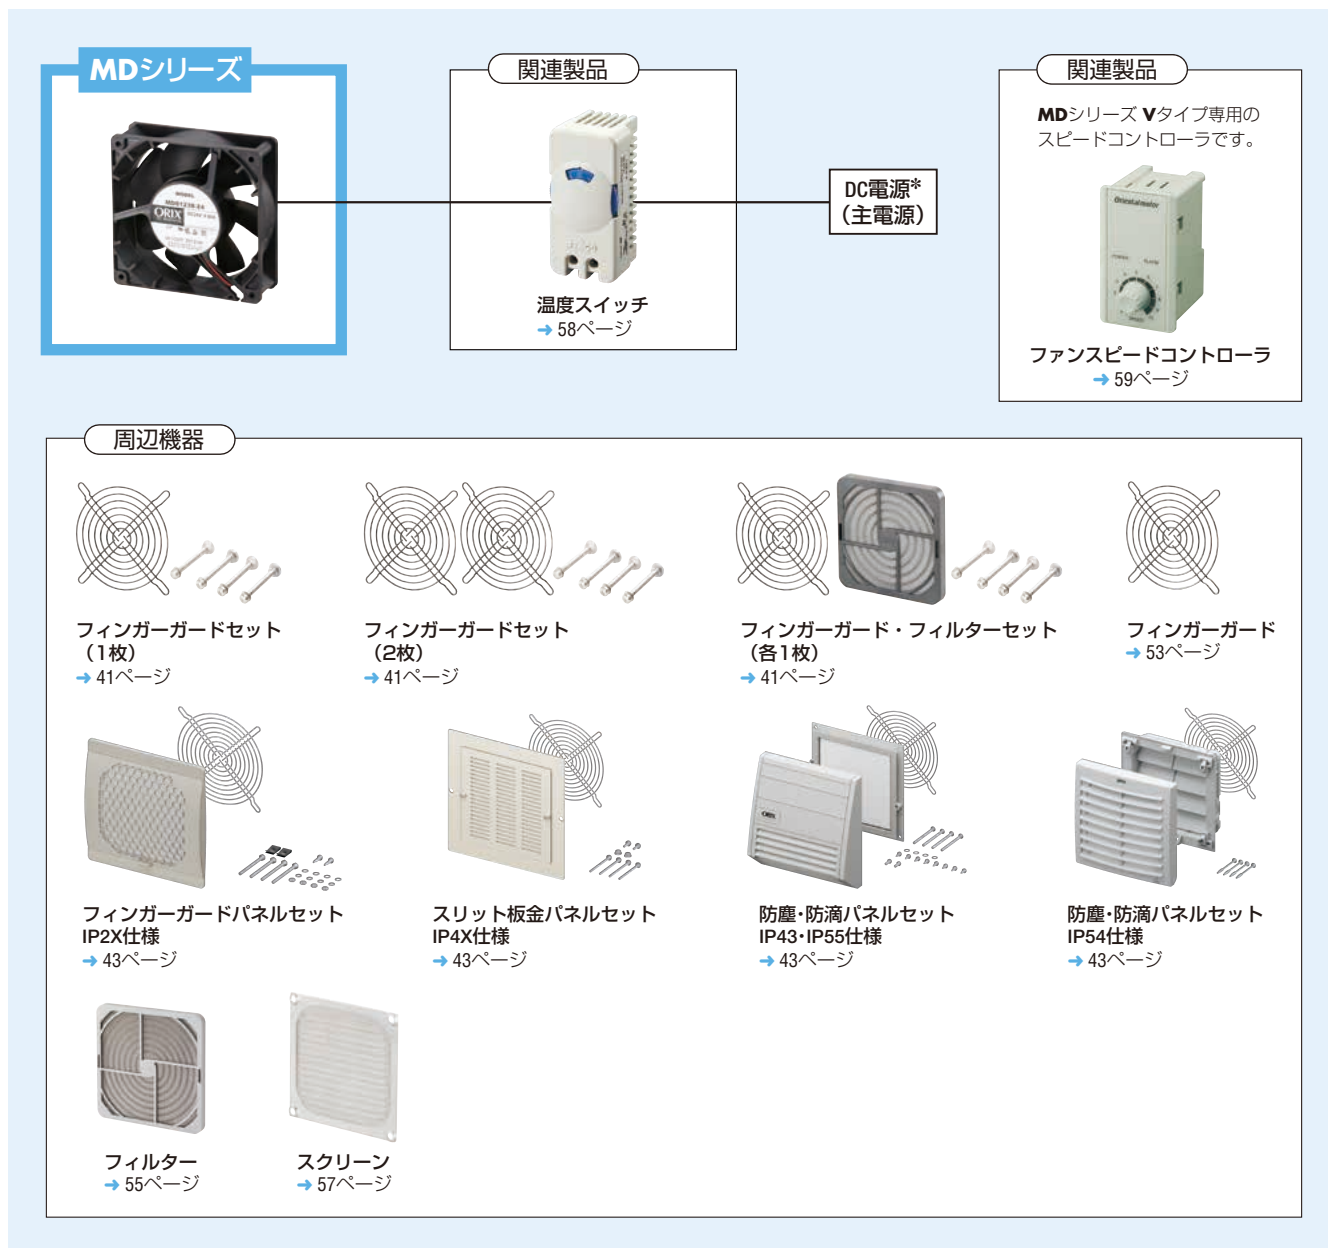 MDシリーズ
関連製品
温度スイッチ
→ 58ページ
DC電源*
（主電源）
関連製品
MDシリーズ Vタイプ専用の
スピードコントローラです。
Orientalmotor
ファンスピードコントローラ
→ 59ページ
ORIX
周辺機器
フィンガーガードセット
（1枚）
→ 41ページ
フィンガーガードセット
（2枚）
→ 41ページ
フィンガーガード・フィルターセット
（各1枚）
→ 41ページ
フィンガーガード
→ 53ページ
ORIX
フィンガーガードパネルセット
IP2X仕様
→ 43ページ
スリット板金パネルセット
IP4X仕様
→ 43ページ
防塵・防滴パネルセット
IP43・IP55仕様
→ 43ページ
防塵・防滴パネルセット
IP54仕様
→ 43ページ
フィルター
→ 55ページ
スクリーン
→ 57ページ